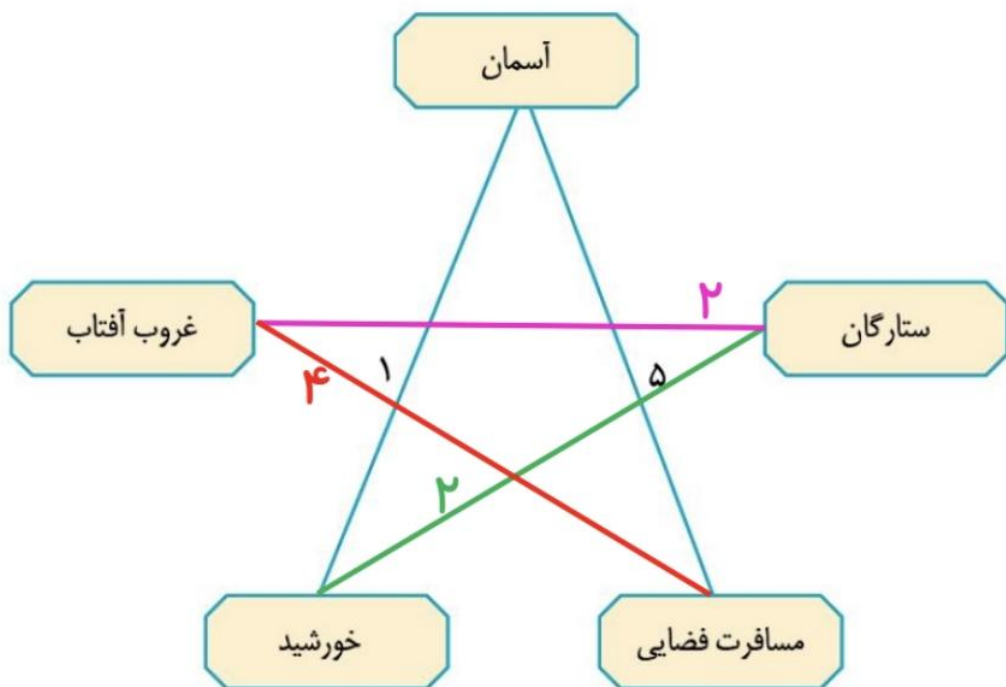 آسمان
۲
ستارگان
غروب آفتاب
۵
۱
۴
۲
مسافرت فضایی
خورشید